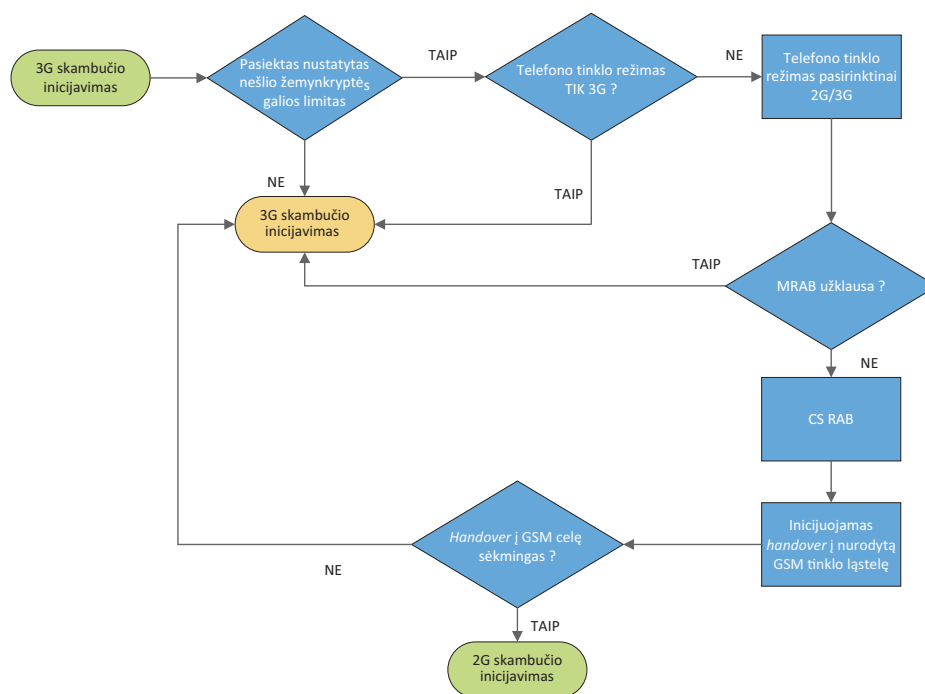 3G skambučio
inicijavimas
Pasiektas nustatytas
nešlio žemynkryptės
galios limitas
TAIP
Telefono tinklo režimas
TIK 3G ?
NE
Telefono tinklo
režimas pasirinktinai
2G/3G
NE
TAIP
3G skambučio
inicijavimas
TAIP
MRAB užklausa ?
NE
CS RAB
Inicijuojamas
handover į nurodytą
GSM tinklo ląstelę
Handover į GSM celę
sėkmingas ?
NE
TAIP
2G skambučio
inicijavimas